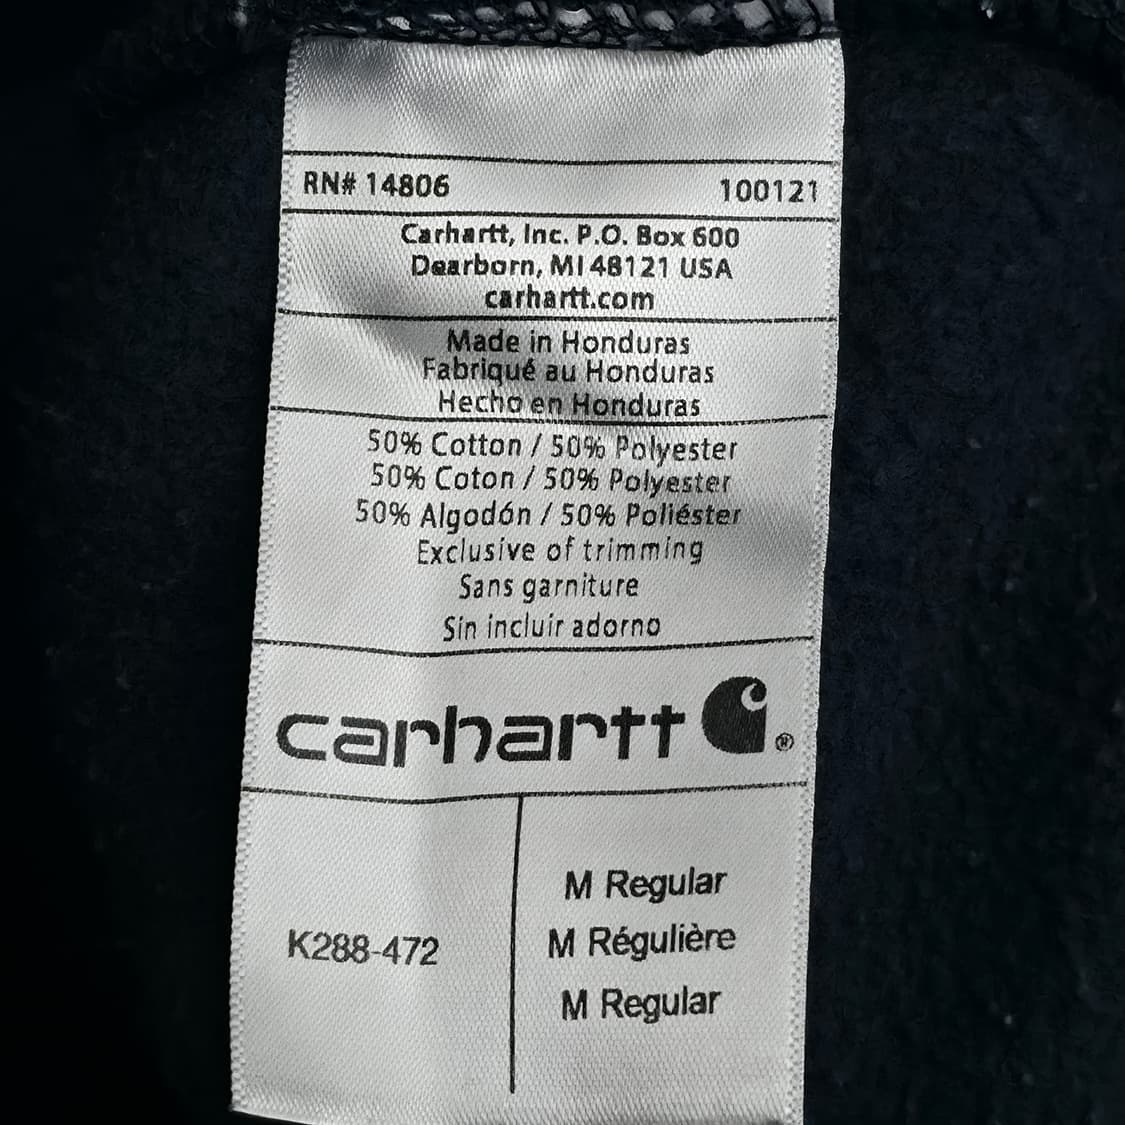 RN# 14806 100121
Carhartt, Inc. P.O. Box 600
Dearborn, MI 48121 USA
carhartt.com
Made in Honduras
Fabriqué au Honduras
Hecho en Honduras
50% Cotton / 50% Polyester
50% Coton / 50% Polyester
50% Algodón / 50% Poliéster
Exclusive of trimming
Sans garniture
Sin incluir adorno
carhartt ®
M Regular
K288-472 M Régulière
M Regular